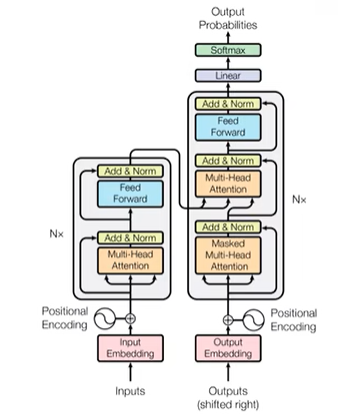 Output
Probabilities
Softmax
Linear
Add & Norm
Feed
Forward
Add & Norm
Multi-Head
Attention
Add & Norm
Masked
Multi-Head
Attention
Nx
Add & Norm
Feed
Forward
Nx
Add & Norm
Multi-Head
Attention
Positional
Encoding
Positional
Encoding
Input
Embedding
Output
Embedding
Inputs
Outputs
(shifted right)